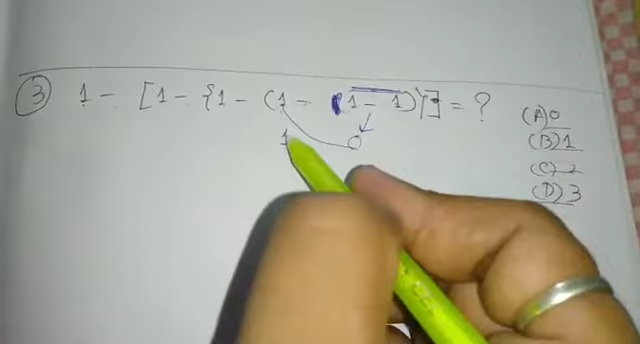 ③ 1 - [1 - {1 - (1 - 1 - 1)}] = ?
(A) 0
(B) 1
(C) 2
(D) 3
1 0